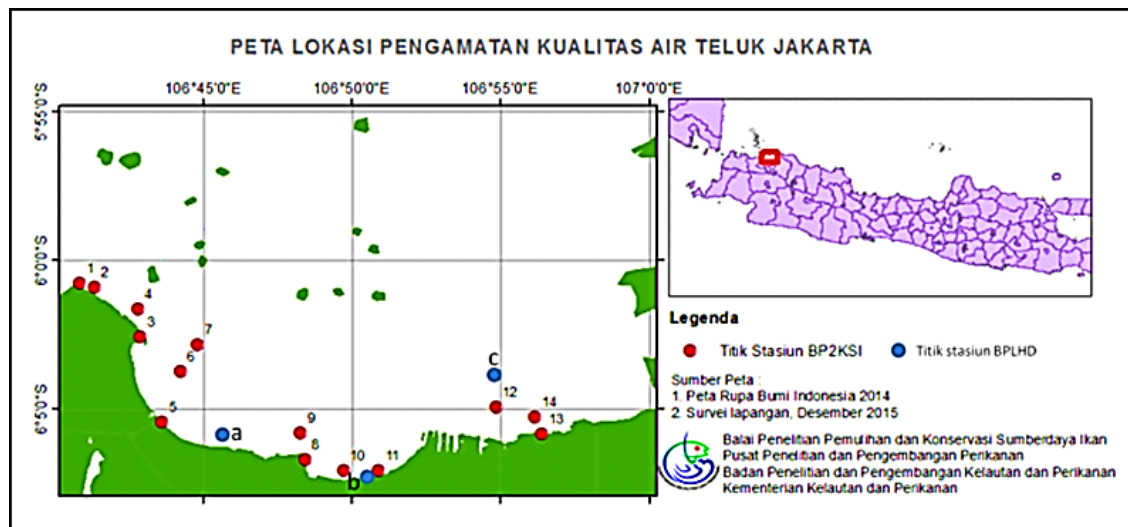 PETA LOKASI PENGAMATAN KUALITAS AIR TELUK JAKARTA
106°45'0"E 106°50'0"E 106°55'0"E 107°0'0"E
5°55'0"S
6°0'0"S
6°5'0"S
1 2
4
3
7
6
5
a
9
8
10 11
b
C
12
14
13
Legenda
Titik Stasiun BP2KSI Titik stasiun BPLHD
Sumber Peta :
1. Peta Rupa Bumi Indonesia 2014
2. Survei lapangan, Desember 2015
Balai Penelitian Pemulihan dan Konservasi Sumberdaya Ikan
Pusat Penelitian dan Pengembangan Perikanan
Badan Penelitian dan Pengembangan Kelautan dan Perikanan
Kementerian Kelautan dan Perikanan